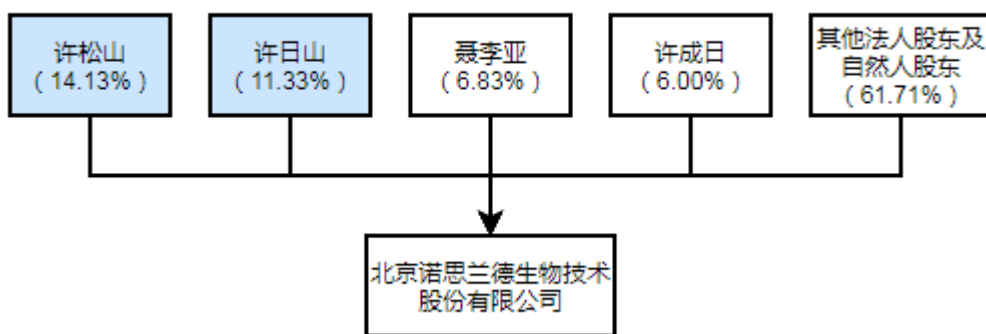 许松山
（14.13%）
许日山
（11.33%）
聂李亚
（6.83%）
许成日
（6.00%）
其他法人股东及
自然人股东
（61.71%）
北京诺思兰德生物技术
股份有限公司